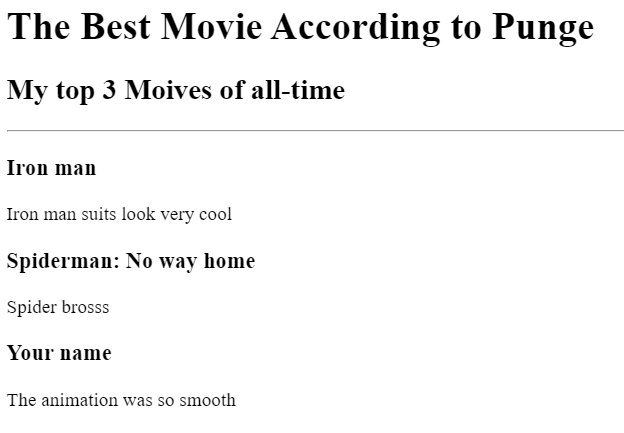 The Best Movie According to Punge
My top 3 Moives of all-time
Iron man
Iron man suits look very cool
Spiderman: No way home
Spider brosss
Your name
The animation was so smooth